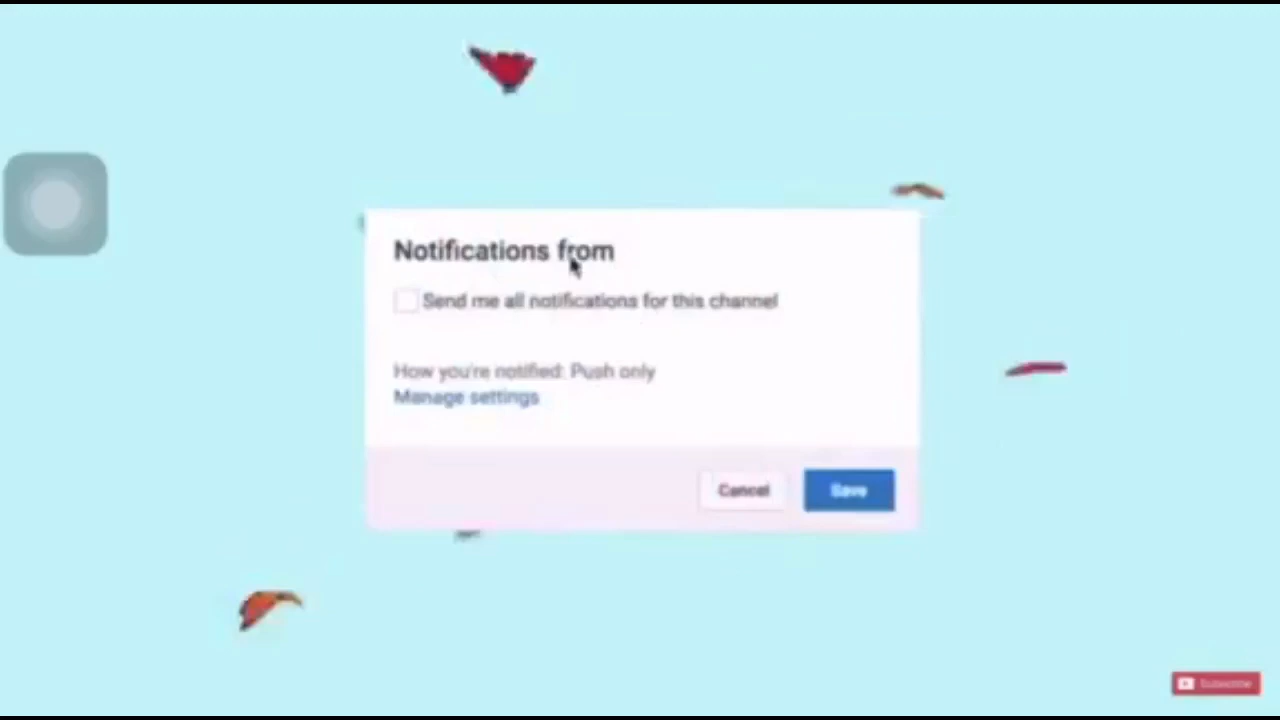 Notifications from
Send me all notifications for this channel
How you're notified: Push only
Manage settings
Cancel
Save
Subscribe